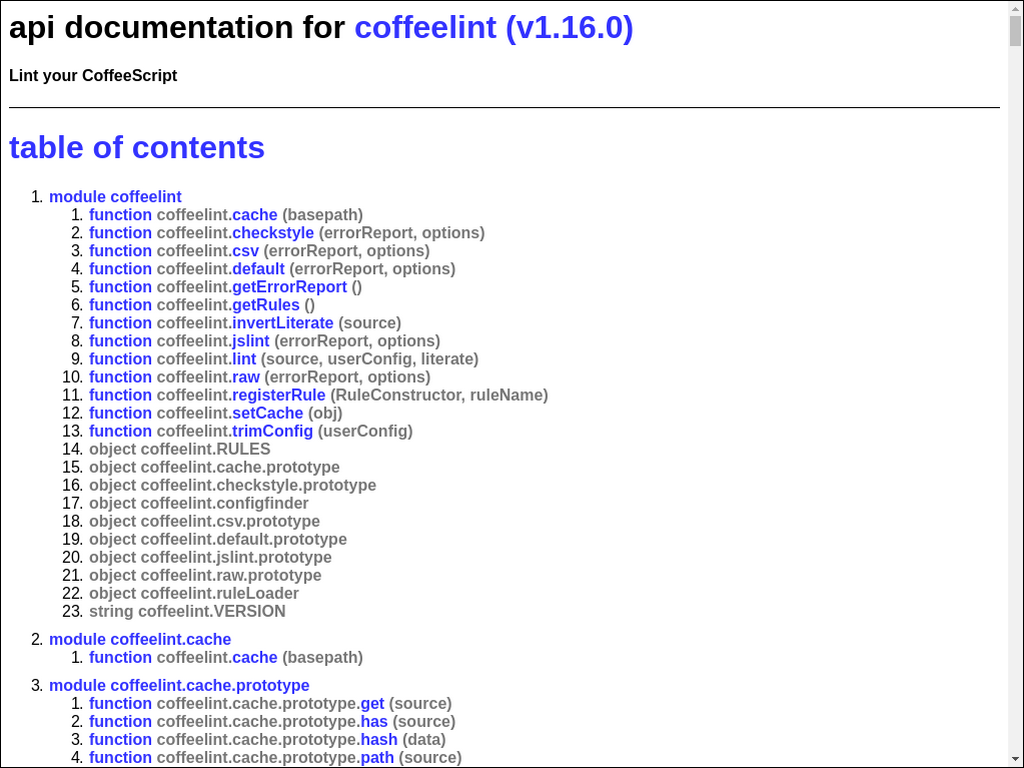 api documentation for coffeelint (v1.16.0)
Lint your CoffeeScript
table of contents
1. module coffeelint
1. function coffeelint.cache (basepath)
2. function coffeelint.checkstyle (errorReport, options)
3. function coffeelint.csv (errorReport, options)
4. function coffeelint.default (errorReport, options)
5. function coffeelint.getErrorReport ()
6. function coffeelint.getRules ()
7. function coffeelint.invertLiterate (source)
8. function coffeelint.jslint (errorReport, options)
9. function coffeelint.lint (source, userConfig, literate)
10. function coffeelint.raw (errorReport, options)
11. function coffeelint.registerRule (RuleConstructor, ruleName)
12. function coffeelint.setCache (obj)
13. function coffeelint.trimConfig (userConfig)
14. object coffeelint.RULES
15. object coffeelint.cache.prototype
16. object coffeelint.checkstyle.prototype
17. object coffeelint.configfinder
18. object coffeelint.csv.prototype
19. object coffeelint.default.prototype
20. object coffeelint.jslint.prototype
21. object coffeelint.raw.prototype
22. object coffeelint.ruleLoader
23. string coffeelint.VERSION
2. module coffeelint.cache
1. function coffeelint.cache (basepath)
3. module coffeelint.cache.prototype
1. function coffeelint.cache.prototype.get (source)
2. function coffeelint.cache.prototype.has (source)
3. function coffeelint.cache.prototype.hash (data)
4. function coffeelint.cache.prototype.path (source)